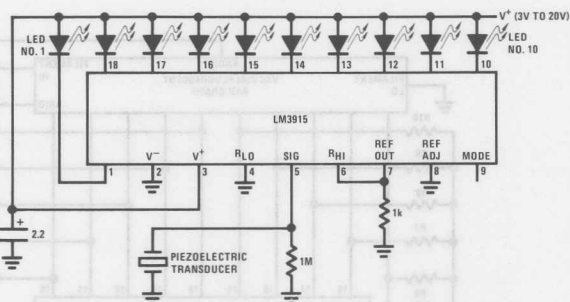 V+ (3V TO 20V)
LED
NO. 1
LED
NO. 10
18 17 16 15 14 13 12 11 10
LM3915
V− V+ RLO SIG RHI REF OUT REF ADJ MODE
1 2 3 4 5 6 7 8 9
+
2.2
1k
PIEZOELECTRIC
TRANSDUCER
1M